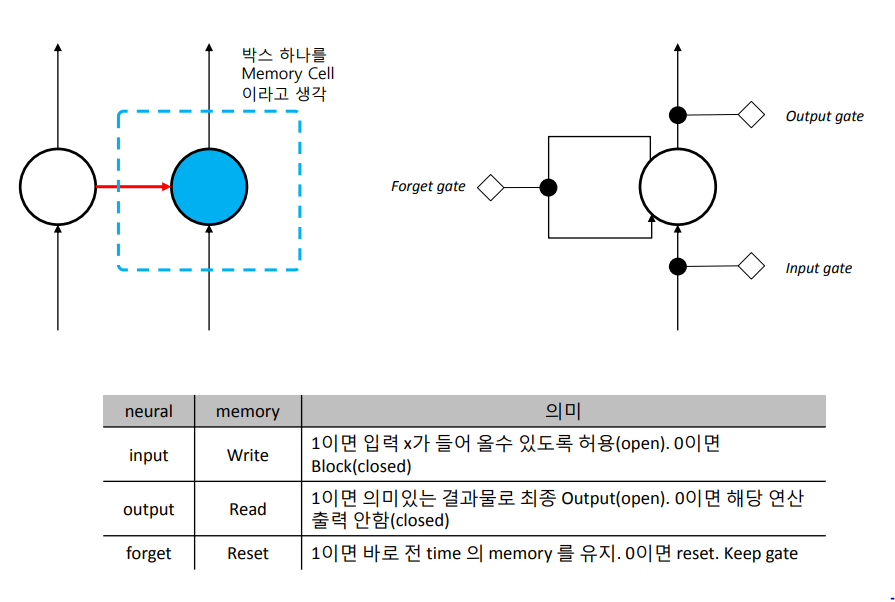 박스 하나를
Memory Cell
이라고 생각
Output gate
Forget gate
Input gate
neural memory 의미
input Write 1이면 입력 x가 들어 올수 있도록 허용(open). 0이면
Block(closed)
output Read 1이면 의미있는 결과물로 최종 Output(open). 0이면 해당 연산
출력 안함(closed)
forget Reset 1이면 바로 전 time 의 memory 를 유지. 0이면 reset. Keep gate